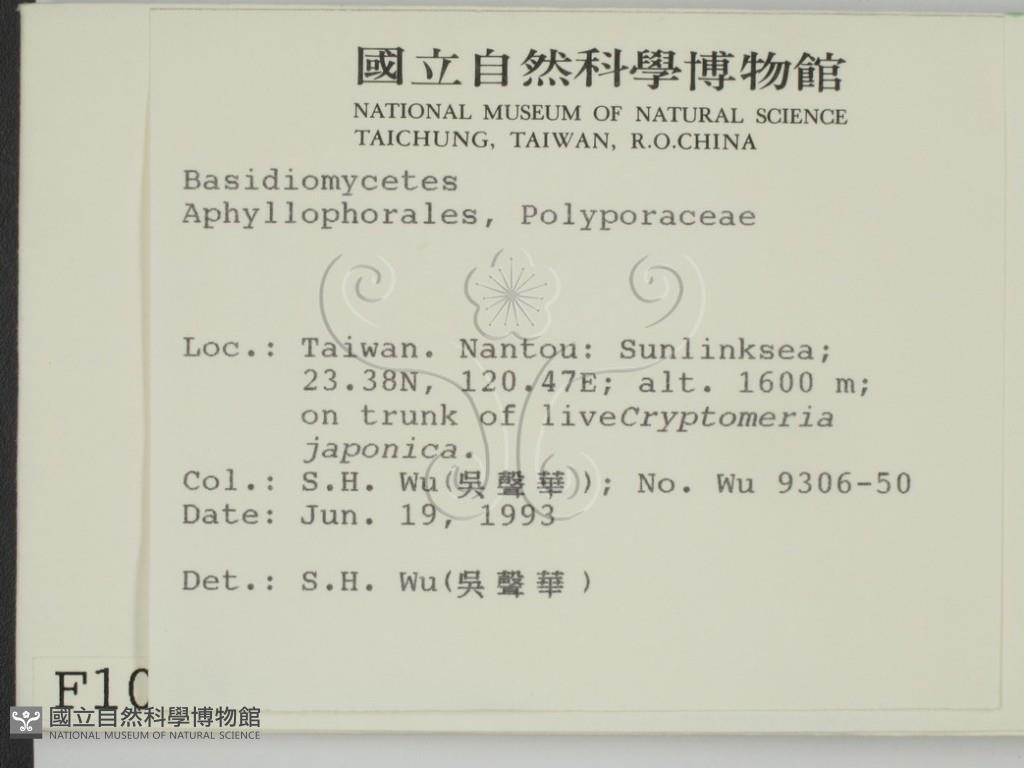 國立自然科學博物館
NATIONAL MUSEUM OF NATURAL SCIENCE
TAICHUNG, TAIWAN, R.O.CHINA
Basidiomycetes
Aphyllophorales, Polyporaceae
Loc.: Taiwan. Nantou: Sunlinksea;
23.38N, 120.47E; alt. 1600 m;
on trunk of liveCryptomeria
japonica.
Col.: S.H. Wu(吳聲華); No. Wu 9306-50
Date: Jun. 19, 1993
Det.: S.H. Wu(吳聲華)
F10
國立自然科學博物館
NATIONAL MUSEUM OF NATURAL SCIENCE